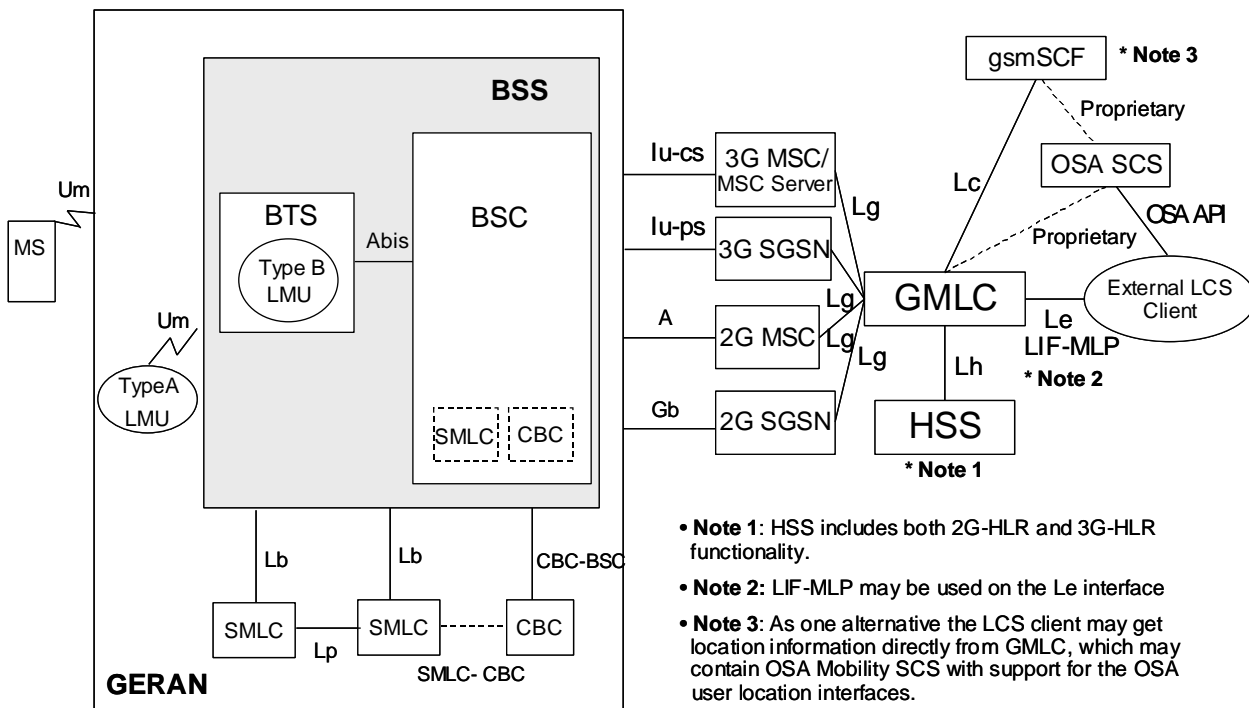 gsmSCF
* Note 3
BSS
Proprietary
Iu-cs
3G MSC/
MSC Server
OSA SCS
Um
Lc
Lg
BTS
BSC
OSA API
MS
Abis
Iu-ps
3G SGSN
Proprietary
Type B
LMU
GMLC
External LCS
Client
Um
A
2G MSC
Lg
Lg
Lg
Le
LIF-MLP
* Note 2
Lh
TypeA
LMU
Gb
2G SGSN
SMLC
CBC
HSS
* Note 1
• Note 1: HSS includes both 2G-HLR and 3G-HLR
functionality.
Lb
Lb
CBC-BSC
• Note 2: LIF-MLP may be used on the Le interface
SMLC
SMLC
CBC
Lp
SMLC- CBC
• Note 3: As one alternative the LCS client may get
location information directly from GMLC, which may
contain OSA Mobility SCS with support for the OSA
user location interfaces.
GERAN